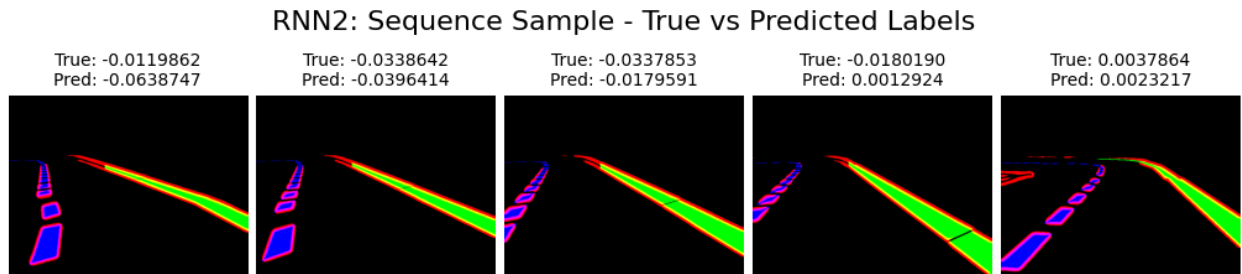 RNN2: Sequence Sample - True vs Predicted Labels
True: -0.0119862
Pred: -0.0638747
True: -0.0338642
Pred: -0.0396414
True: -0.0337853
Pred: -0.0179591
True: -0.0180190
Pred: 0.0012924
True: 0.0037864
Pred: 0.0023217